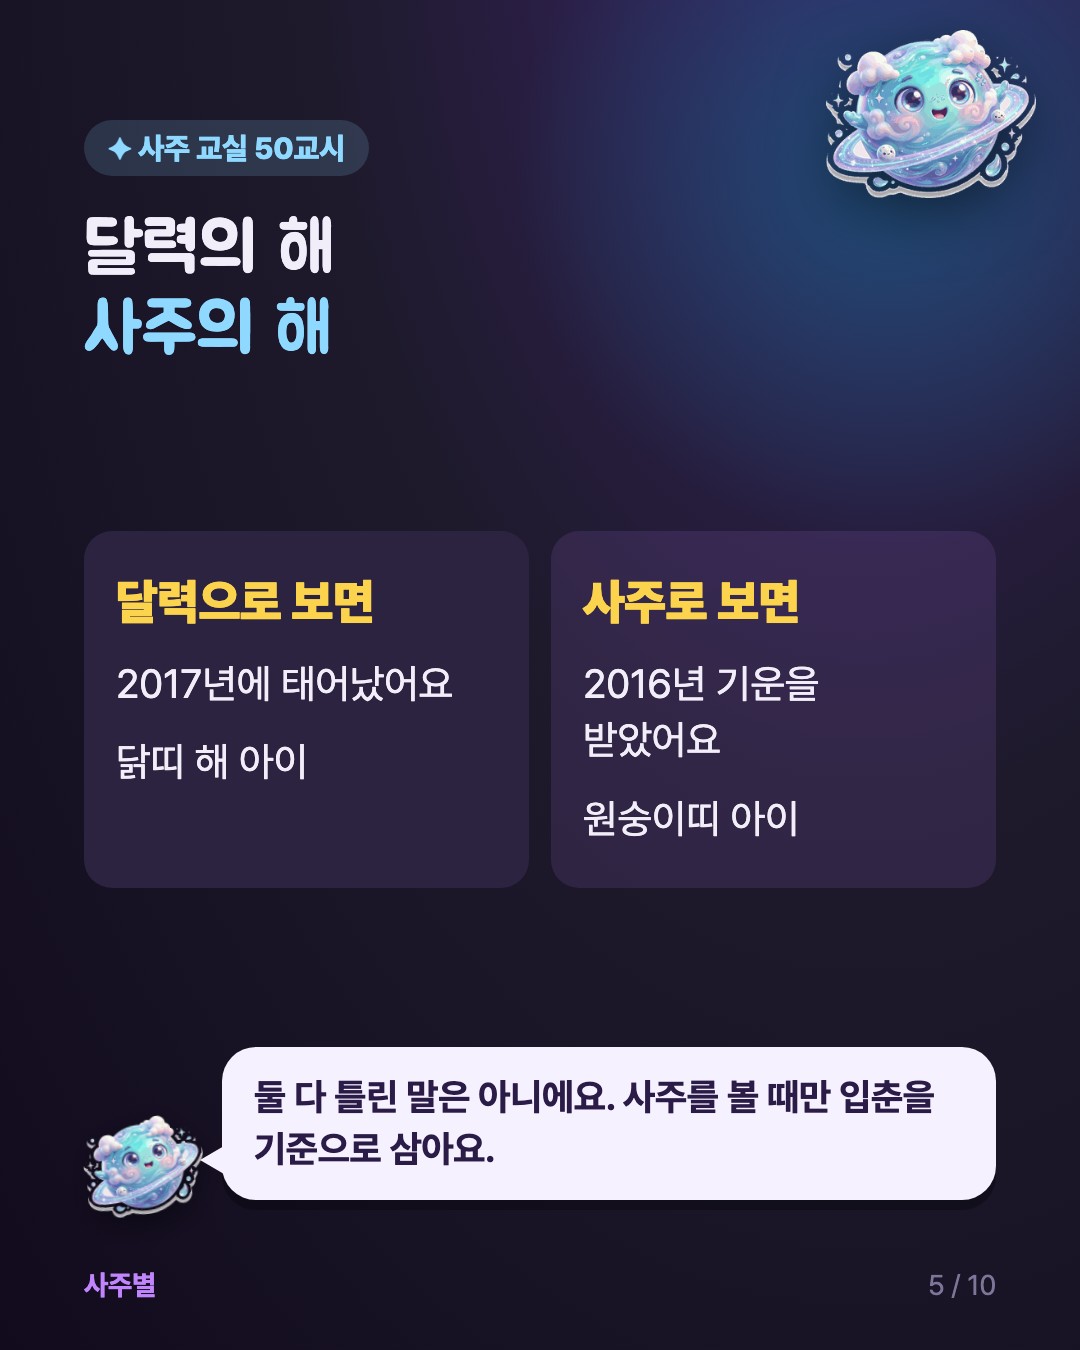 사주 교실 50교시
달력의 해
사주의 해
달력으로 보면
2017년에 태어났어요
닭띠 해 아이
사주로 보면
2016년 기운을
받았어요
원숭이띠 아이
둘 다 틀린 말은 아니에요. 사주를 볼 때만 입춘을
기준으로 삼아요.
사주별
5 / 10